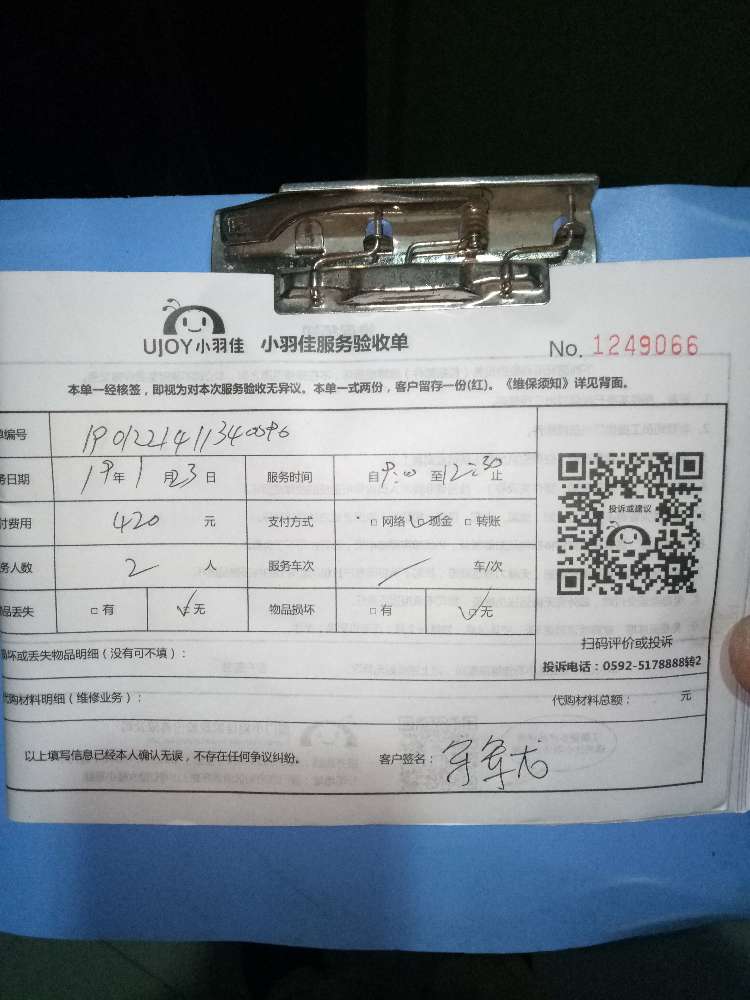 UJOY小羽佳 小羽佳服务验收单 No. 1249066
本单一经核签，即视为对本次服务验收无异议。本单一式两份，客户留存一份(红)。《维保须知》详见背面。
单编号 1901221411340096
务日期 19年1月23日 服务时间 自9:00至12:30止
付费用 420 元 支付方式 □网络 □现金 □转账
务人数 2 人 服务车次 / 车/次
品丢失 □有 □无 物品损坏 □有 □无
投诉或建议
扫码评价或投诉
投诉电话：0592-5178888转2
损坏或丢失物品明细（没有可不填）：
代购材料明细（维修业务）： 代购材料总额： 元
以上填写信息已经本人确认无误，不存在任何争议纠纷。 客户签名：